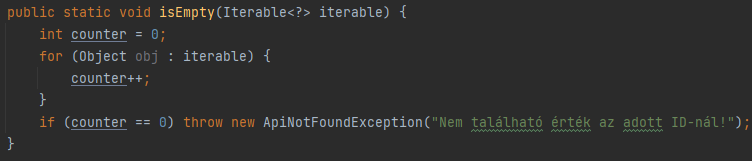 public static void isEmpty(Iterable<?> iterable) {
int counter = 0;
for (Object obj : iterable) {
counter++;
}
if (counter == 0) throw new ApiNotFoundException("Nem található érték az adott ID-nál!");
}